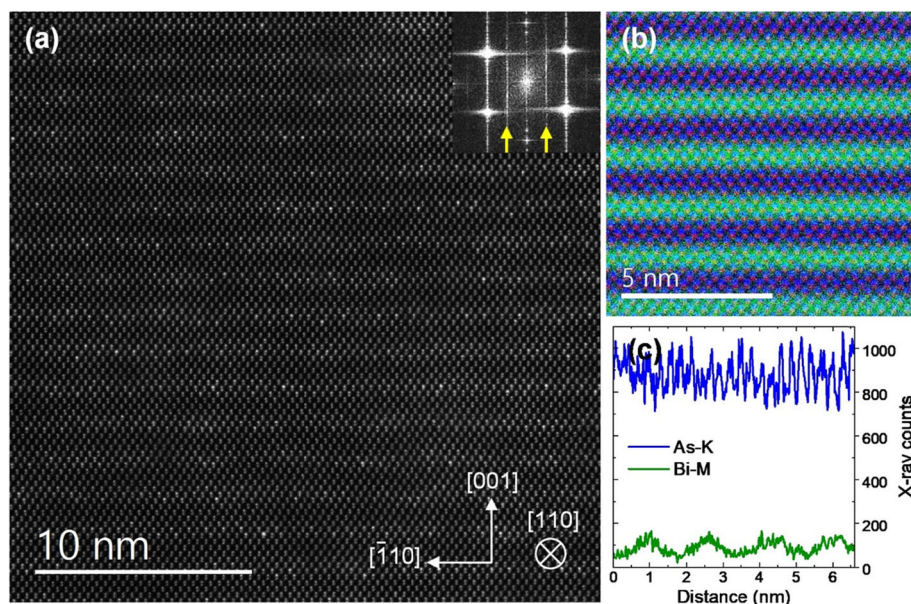 (a)
[001]
[1̅10]
[110]
10 nm
(b)
5 nm
(c)
As-K
Bi-M
1000
800
600
400
200
0
X-ray counts
0 1 2 3 4 5 6
Distance (nm)